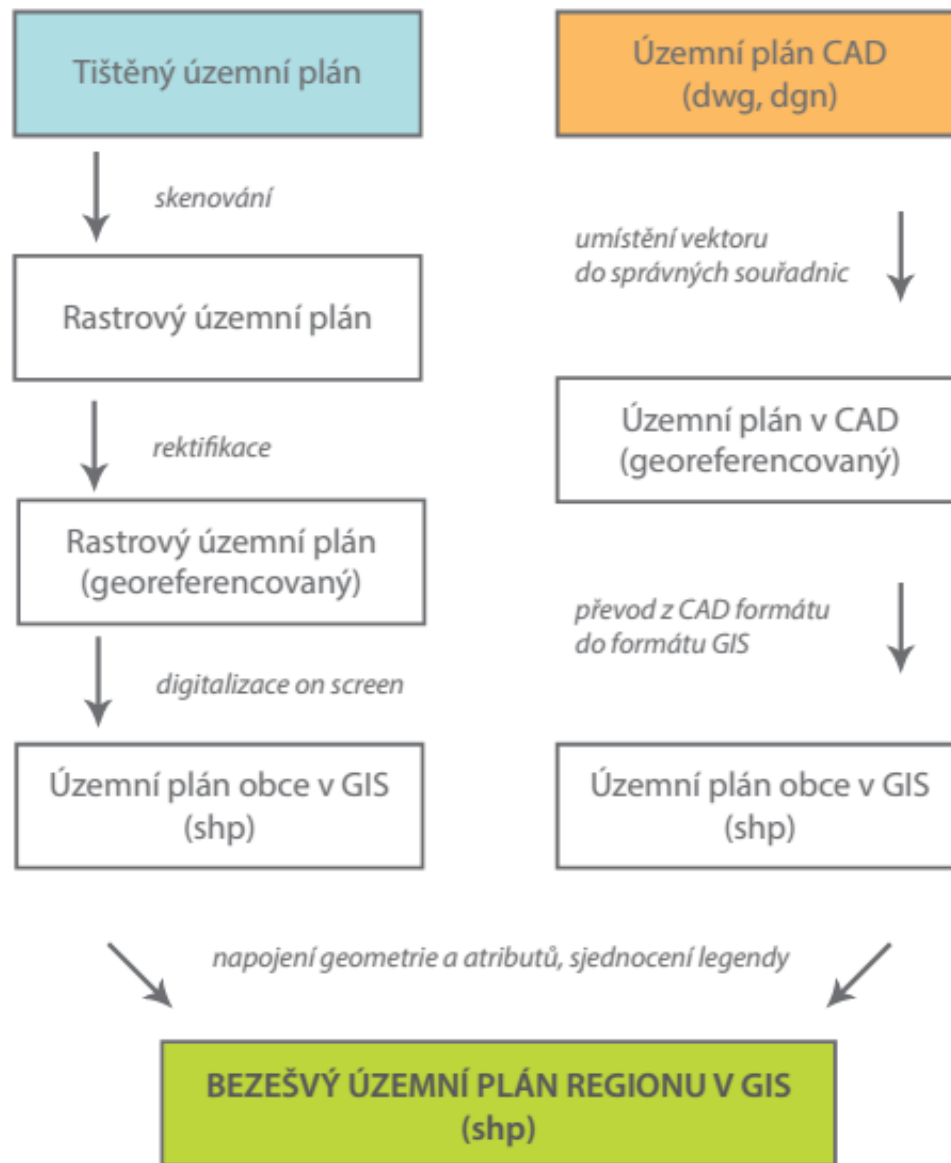 Tištěný územní plán
skenování
Rastrový územní plán
rektifikace
Rastrový územní plán
(georeferencovaný)
digitalizace on screen
Územní plán obce v GIS
(shp)
Územní plán CAD
(dwg, dgn)
umístění vektoru
do správných souřadnic
Územní plán v CAD
(georeferencovaný)
převod z CAD formátu
do formátu GIS
Územní plán obce v GIS
(shp)
napojení geometrie a atributů, sjednocení legendy
BEZEŠVÝ ÚZEMNÍ PLÁN REGIONU V GIS
(shp)